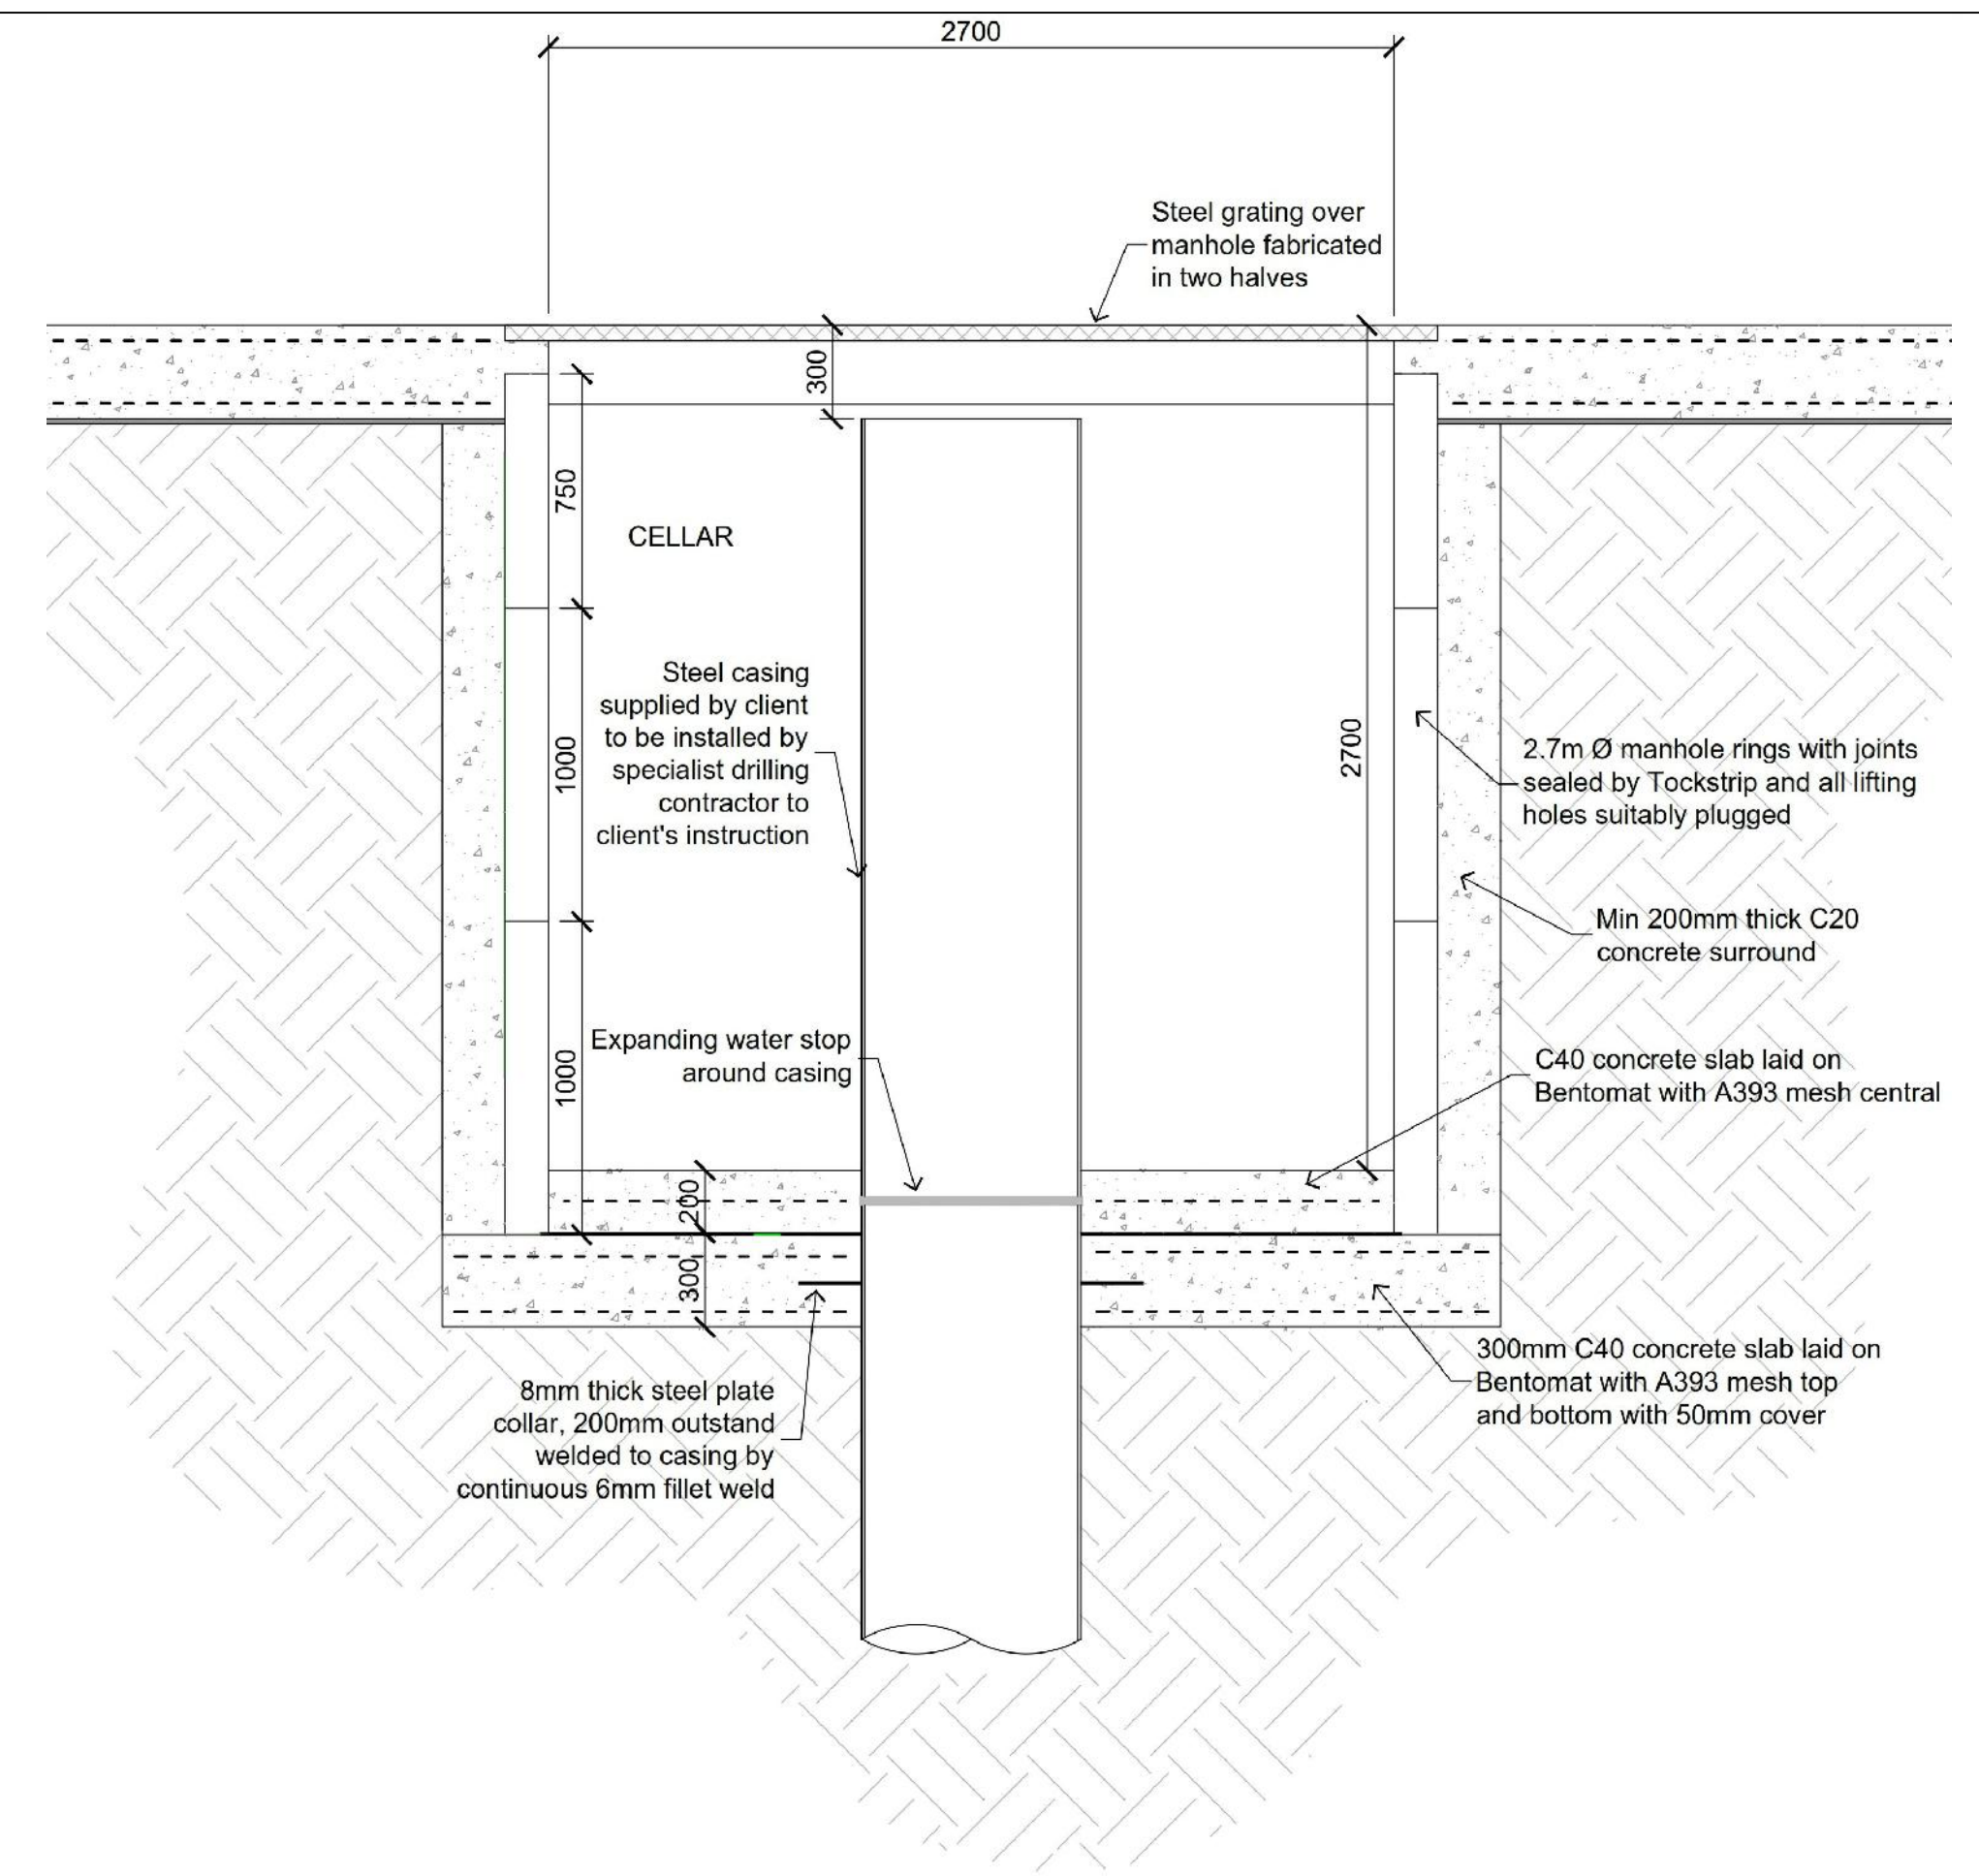 2700
Steel grating over
manhole fabricated
in two halves
300
750
CELLAR
Steel casing
supplied by client
to be installed by
specialist drilling
contractor to
client's instruction
1000
2700
2.7m Ø manhole rings with joints
sealed by Tockstrip and all lifting
holes suitably plugged
Min 200mm thick C20
concrete surround
Expanding water stop
around casing
1000
C40 concrete slab laid on
Bentomat with A393 mesh central
200
300
300mm C40 concrete slab laid on
Bentomat with A393 mesh top
and bottom with 50mm cover
8mm thick steel plate
collar, 200mm outstand
welded to casing by
continuous 6mm fillet weld